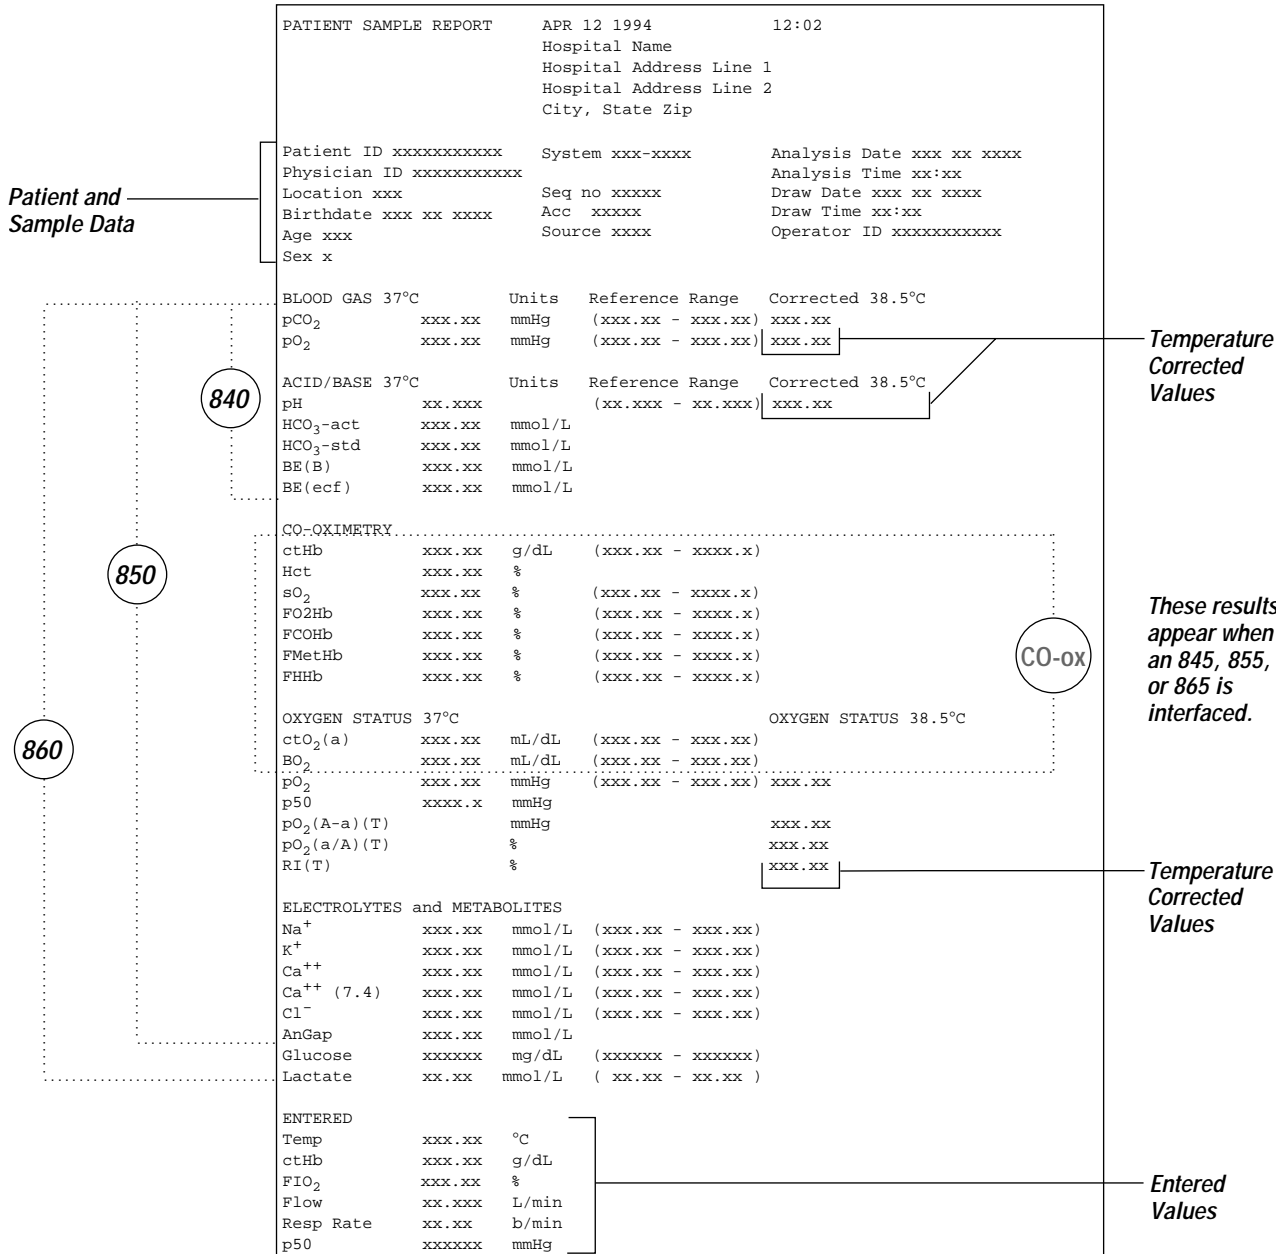 PATIENT SAMPLE REPORT APR 12 1994 12:02
Hospital Name
Hospital Address Line 1
Hospital Address Line 2
City, State Zip
Patient and
Sample Data
Patient ID xxxxxxxxxxx System xxx-xxxx Analysis Date xxx xx xxxx
Physician ID xxxxxxxxxxx Analysis Time xx:xx
Location xxx Seq no xxxxx Draw Date xxx xx xxxx
Birthdate xxx xx xxxx Acc xxxxx Draw Time xx:xx
Age xxx Source xxxx Operator ID xxxxxxxxxxx
Sex x
BLOOD GAS 37°C Units Reference Range Corrected 38.5°C
pCO₂ xxx.xx mmHg (xxx.xx - xxx.xx) xxx.xx
pO₂ xxx.xx mmHg (xxx.xx - xxx.xx) xxx.xx
Temperature
Corrected
Values
840
ACID/BASE 37°C Units Reference Range Corrected 38.5°C
pH xx.xxx (xx.xxx - xx.xxx) xxx.xx
HCO₃-act xxx.xx mmol/L
HCO₃-std xxx.xx mmol/L
BE(B) xxx.xx mmol/L
BE(ecf) xxx.xx mmol/L
850
CO-OXIMETRY
ctHb xxx.xx g/dL (xxx.xx - xxxx.x)
Hct xxx.xx %
sO₂ xxx.xx % (xxx.xx - xxxx.x)
FO2Hb xxx.xx % (xxx.xx - xxxx.x)
FCOHb xxx.xx % (xxx.xx - xxxx.x)
FMetHb xxx.xx % (xxx.xx - xxxx.x)
FHHb xxx.xx % (xxx.xx - xxxx.x)
CO-ox
These results
appear when
an 845, 855,
or 865 is
interfaced.
860
OXYGEN STATUS 37°C OXYGEN STATUS 38.5°C
ctO₂(a) xxx.xx mL/dL (xxx.xx - xxx.xx)
BO₂ xxx.xx mL/dL (xxx.xx - xxx.xx)
pO₂ xxx.xx mmHg (xxx.xx - xxx.xx) xxx.xx
p50 xxxx.x mmHg
pO₂(A-a)(T) mmHg xxx.xx
pO₂(a/A)(T) % xxx.xx
RI(T) % xxx.xx
Temperature
Corrected
Values
ELECTROLYTES and METABOLITES
Na⁺ xxx.xx mmol/L (xxx.xx - xxx.xx)
K⁺ xxx.xx mmol/L (xxx.xx - xxx.xx)
Ca⁺⁺ xxx.xx mmol/L (xxx.xx - xxx.xx)
Ca⁺⁺ (7.4) xxx.xx mmol/L (xxx.xx - xxx.xx)
Cl⁻ xxx.xx mmol/L (xxx.xx - xxx.xx)
AnGap xxx.xx mmol/L
Glucose xxxxxx mg/dL (xxxxxx - xxxxxx)
Lactate xx.xx mmol/L ( xx.xx - xx.xx )
ENTERED
Temp xxx.xx °C
ctHb xxx.xx g/dL
FIO₂ xxx.xx %
Flow xx.xxx L/min
Resp Rate xx.xx b/min
p50 xxxxxx mmHg
Entered
Values